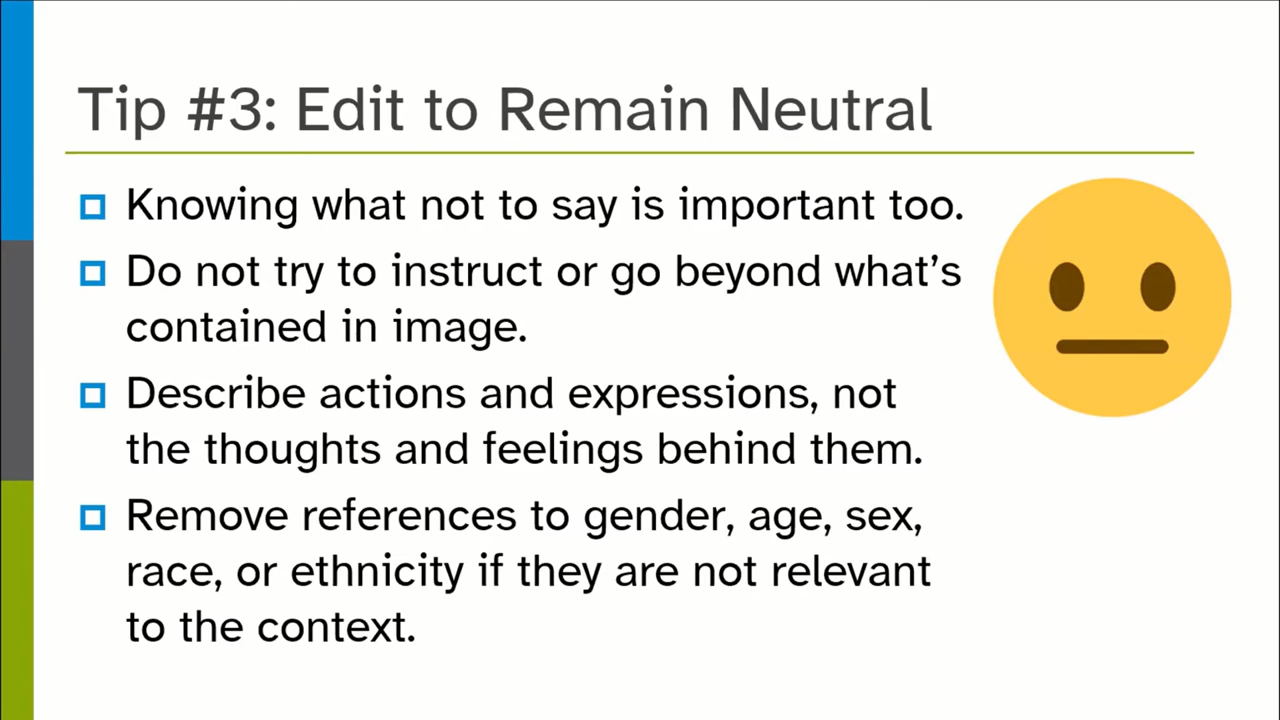 Tip #3: Edit to Remain Neutral
Knowing what not to say is important too.
Do not try to instruct or go beyond what’s
contained in image.
Describe actions and expressions, not
the thoughts and feelings behind them.
Remove references to gender, age, sex,
race, or ethnicity if they are not relevant
to the context.